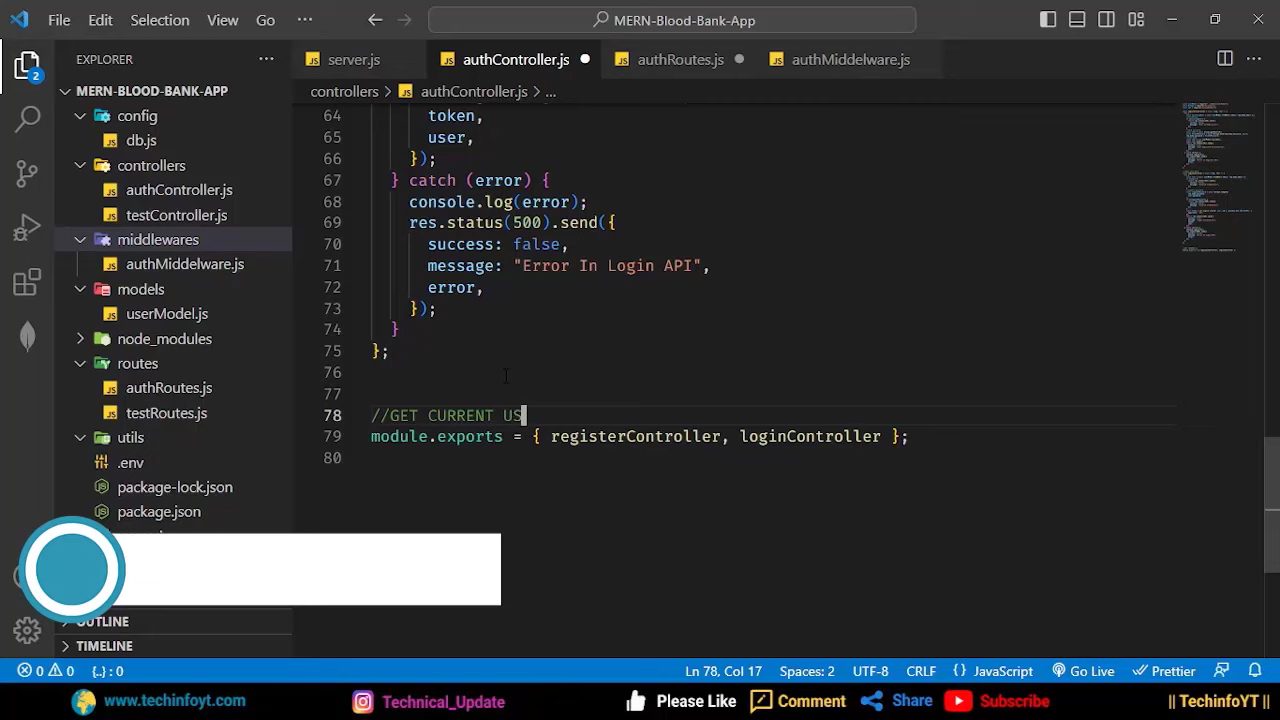 File Edit Selection View Go ··· MERN-Blood-Bank-App
EXPLORER ···
MERN-BLOOD-BANK-APP
config
db.js
controllers
authController.js
testController.js
middlewares
authMiddelware.js
models
userModel.js
node_modules
routes
authRoutes.js
testRoutes.js
utils
.env
package-lock.json
package.json
OUTLINE
TIMELINE
2
server.js authController.js authRoutes.js authMiddelware.js ···
controllers > authController.js > ...
64 token,
65 user,
66 });
67 } catch (error) {
68 console.log(error);
69 res.status(500).send({
70 success: false,
71 message: "Error In Login API",
72 error,
73 });
74 }
75 };
76
77
78 //GET CURRENT US
79 module.exports = { registerController, loginController };
80
0 0 {..} : 0 Ln 78, Col 17 Spaces: 2 UTF-8 CRLF {} JavaScript Go Live Prettier
www.techinfoyt.com Technical_Update Please Like Comment Share Subscribe || TechinfoYT ||